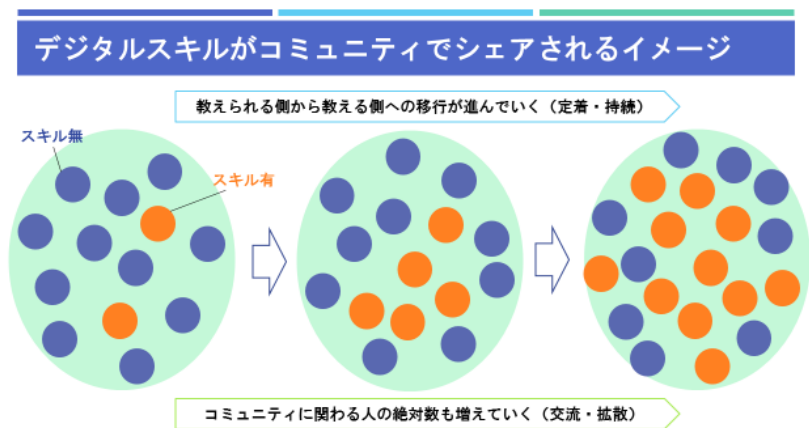 デジタルスキルがコミュニティでシェアされるイメージ
教えられる側から教える側への移行が進んでいく（定着・持続）
スキル無
スキル有
コミュニティに関わる人の絶対数も増えていく（交流・拡散）